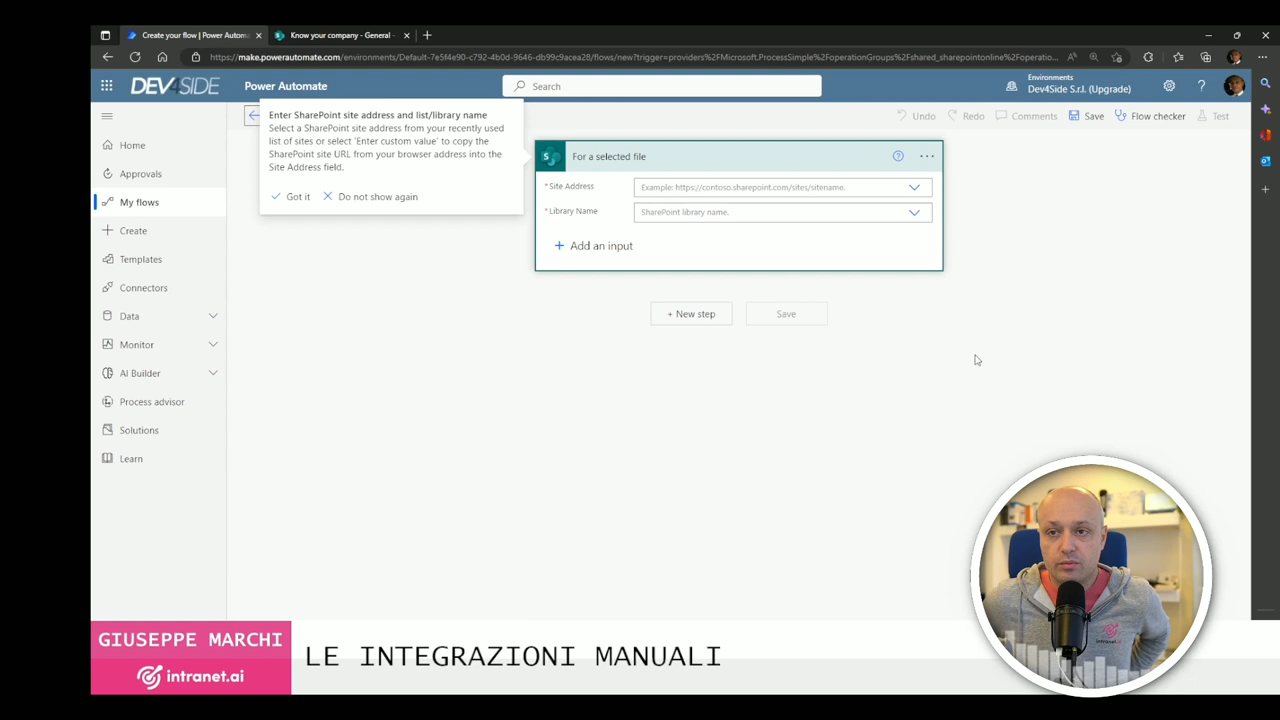 Create your flow | Power Automa
Know your company - General -
https://make.powerautomate.com/environments/Default-7e5f4e90-c792-4b0d-9646-db99c9acea28/flows/new?trigger=providers%2FMicrosoft.ProcessSimple%2FoperationGroups%2Fshared_sharepointonline%2Foperatio...
DEV4SIDE
Power Automate
Search
Environments
Dev4Side S.r.l. (Upgrade)
Undo
Redo
Comments
Save
Flow checker
Test
Home
Approvals
My flows
Create
Templates
Connectors
Data
Monitor
AI Builder
Process advisor
Solutions
Learn
Enter SharePoint site address and list/library name
Select a SharePoint site address from your recently used
list of sites or select 'Enter custom value' to copy the
SharePoint site URL from your browser address into the
Site Address field.
Got it
Do not show again
For a selected file
* Site Address
Example: https://contoso.sharepoint.com/sites/sitename.
* Library Name
SharePoint library name.
Add an input
+ New step
Save
intranet.ai
GIUSEPPE MARCHI
intranet.ai
LE INTEGRAZIONI MANUALI